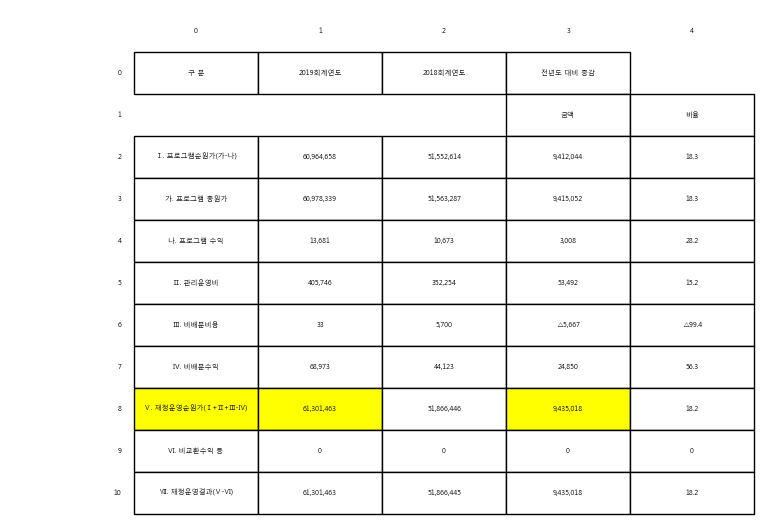 0 1 2 3 4
0 구 분 2019회계연도 2018회계연도 전년도 대비 증감
1 금액 비율
2 Ⅰ. 프로그램순원가(가-나) 60,964,658 51,552,614 9,412,044 18.3
3 가. 프로그램 총원가 60,978,339 51,563,287 9,415,052 18.3
4 나. 프로그램 수익 13,681 10,673 3,008 28.2
5 Ⅱ. 관리운영비 405,746 352,254 53,492 15.2
6 Ⅲ. 비배분비용 33 5,700 △5,667 △99.4
7 Ⅳ. 비배분수익 68,973 44,123 24,850 56.3
8 Ⅴ. 재정운영순원가(Ⅰ+Ⅱ+Ⅲ-Ⅳ) 61,301,463 51,866,446 9,435,018 18.2
9 Ⅵ. 비교환수익 등 0 0 0 0
10 Ⅶ. 재정운영결과(Ⅴ-Ⅵ) 61,301,463 51,866,445 9,435,018 18.2